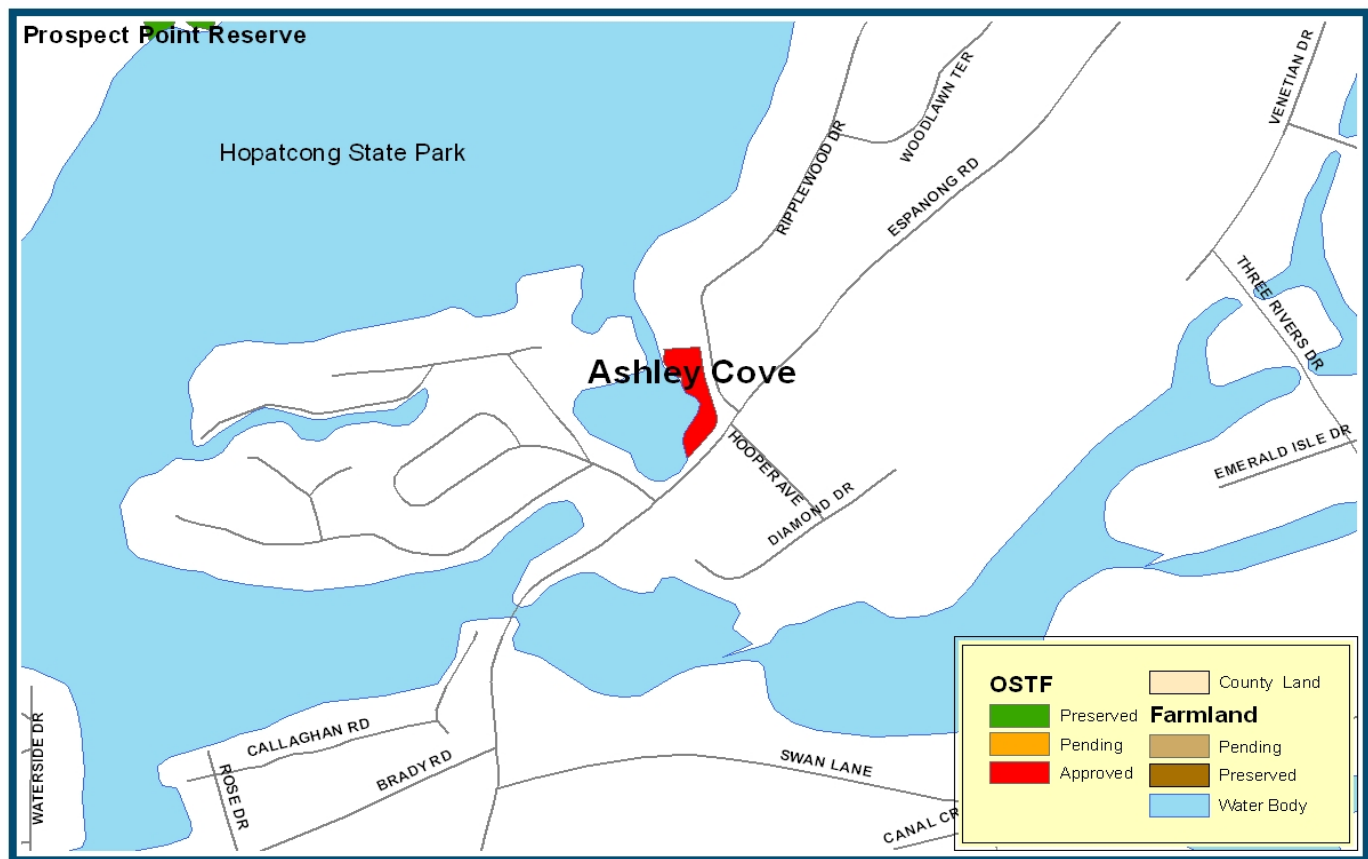 Prospect Point Reserve
Hopatcong State Park
RIPPLEWOOD DR
WOODLAWN TER
ESPANONG RD
VENETIAN DR
THREE RIVERS DR
Ashley Cove
HOOPER AVE
DIAMOND DR
EMERALD ISLE DR
WATERSIDE DR
CALLAGHAN RD
ROSE DR
BRADY RD
SWAN LANE
CANAL CR
OSTF
Preserved
Pending
Approved
County Land
Farmland
Pending
Preserved
Water Body